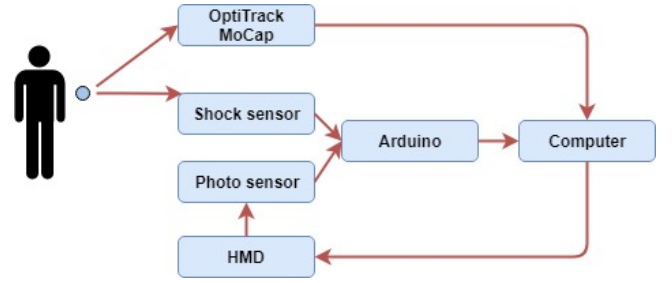 OptiTrack
MoCap
Shock sensor
Arduino
Computer
Photo sensor
HMD